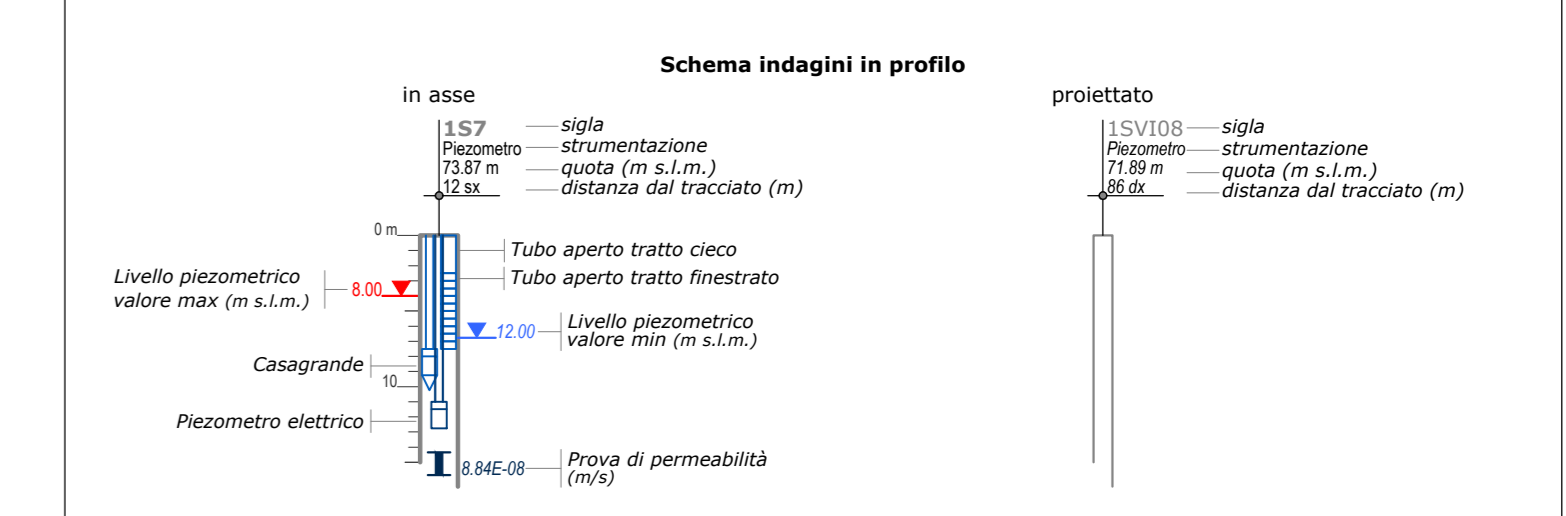 Schema indagini in profilo
in asse
1S7
sigla
Piezometro
strumentazione
73.87 m
quota (m s.l.m.)
12 sx
distanza dal tracciato (m)
0 m
Tubo aperto tratto cieco
Tubo aperto tratto finestrato
Livello piezometrico
valore max (m s.l.m.)
8.00
12.00
Livello piezometrico
valore min (m s.l.m.)
Casagrande
10
Piezometro elettrico
8.84E-08
Prova di permeabilità
(m/s)
proiettato
1SVI08
sigla
Piezometro
strumentazione
71.89 m
quota (m s.l.m.)
86 dx
distanza dal tracciato (m)